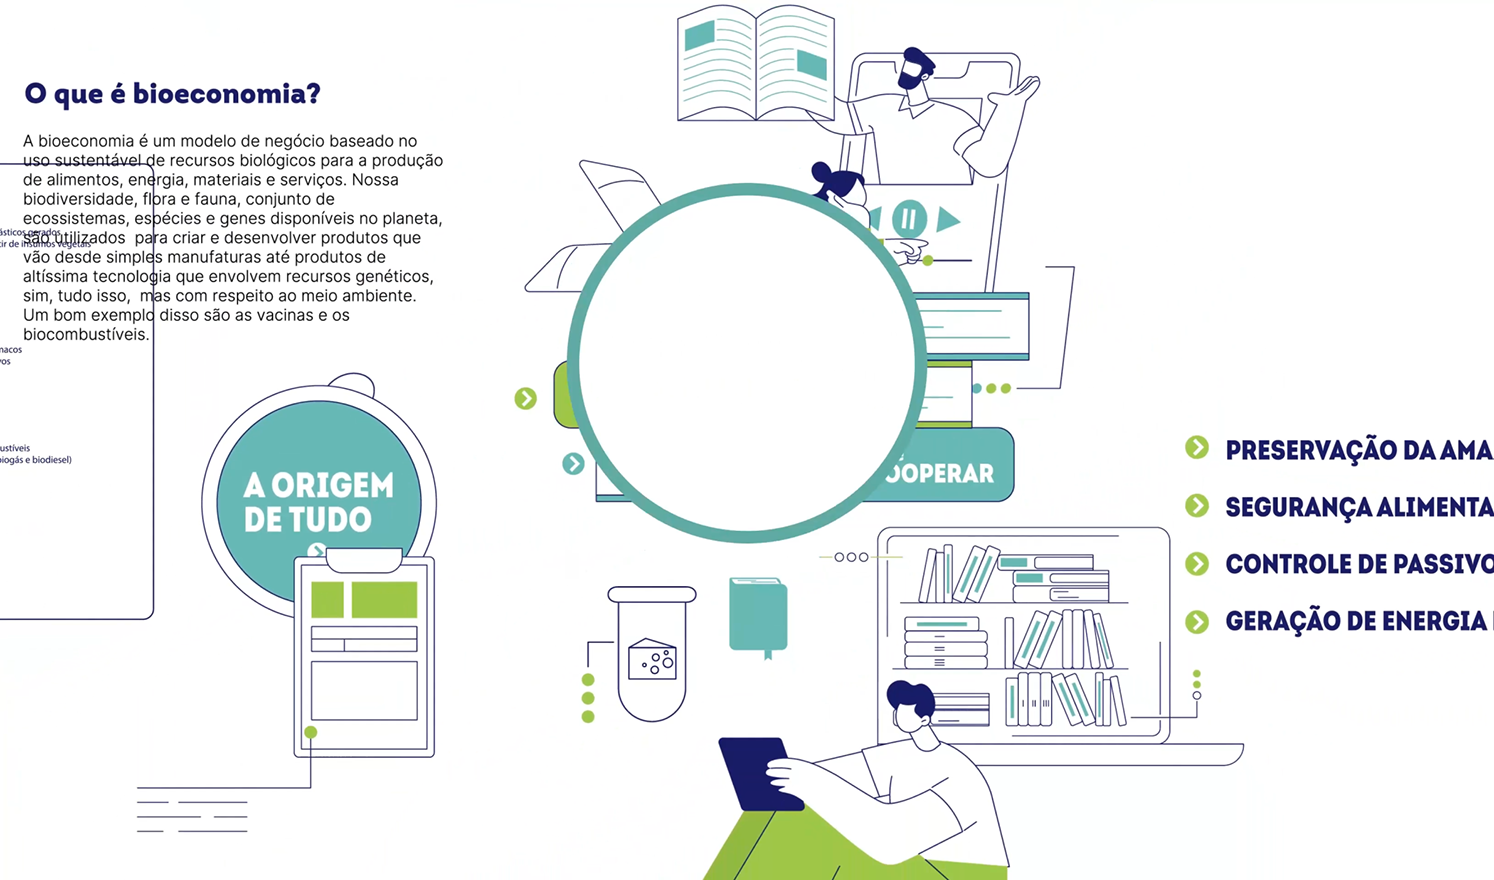 O que é bioeconomia?
A bioeconomia é um modelo de negócio baseado no
uso sustentável de recursos biológicos para a produção
de alimentos, energia, materiais e serviços. Nossa
biodiversidade, flora e fauna, conjunto de
ecossistemas, espécies e genes disponíveis no planeta,
são utilizados para criar e desenvolver produtos que
vão desde simples manufaturas até produtos de
altíssima tecnologia que envolvem recursos genéticos,
sim, tudo isso, mas com respeito ao meio ambiente.
Um bom exemplo disso são as vacinas e os
biocombustíveis.
ásticos gerados
tir de insumos vegetais
macos
vos
ustíveis
biogás e biodiesel)
A ORIGEM
DE TUDO
OOPERAR
PRESERVAÇÃO DA AMA
SEGURANÇA ALIMENTA
CONTROLE DE PASSIVO
GERAÇÃO DE ENERGIA